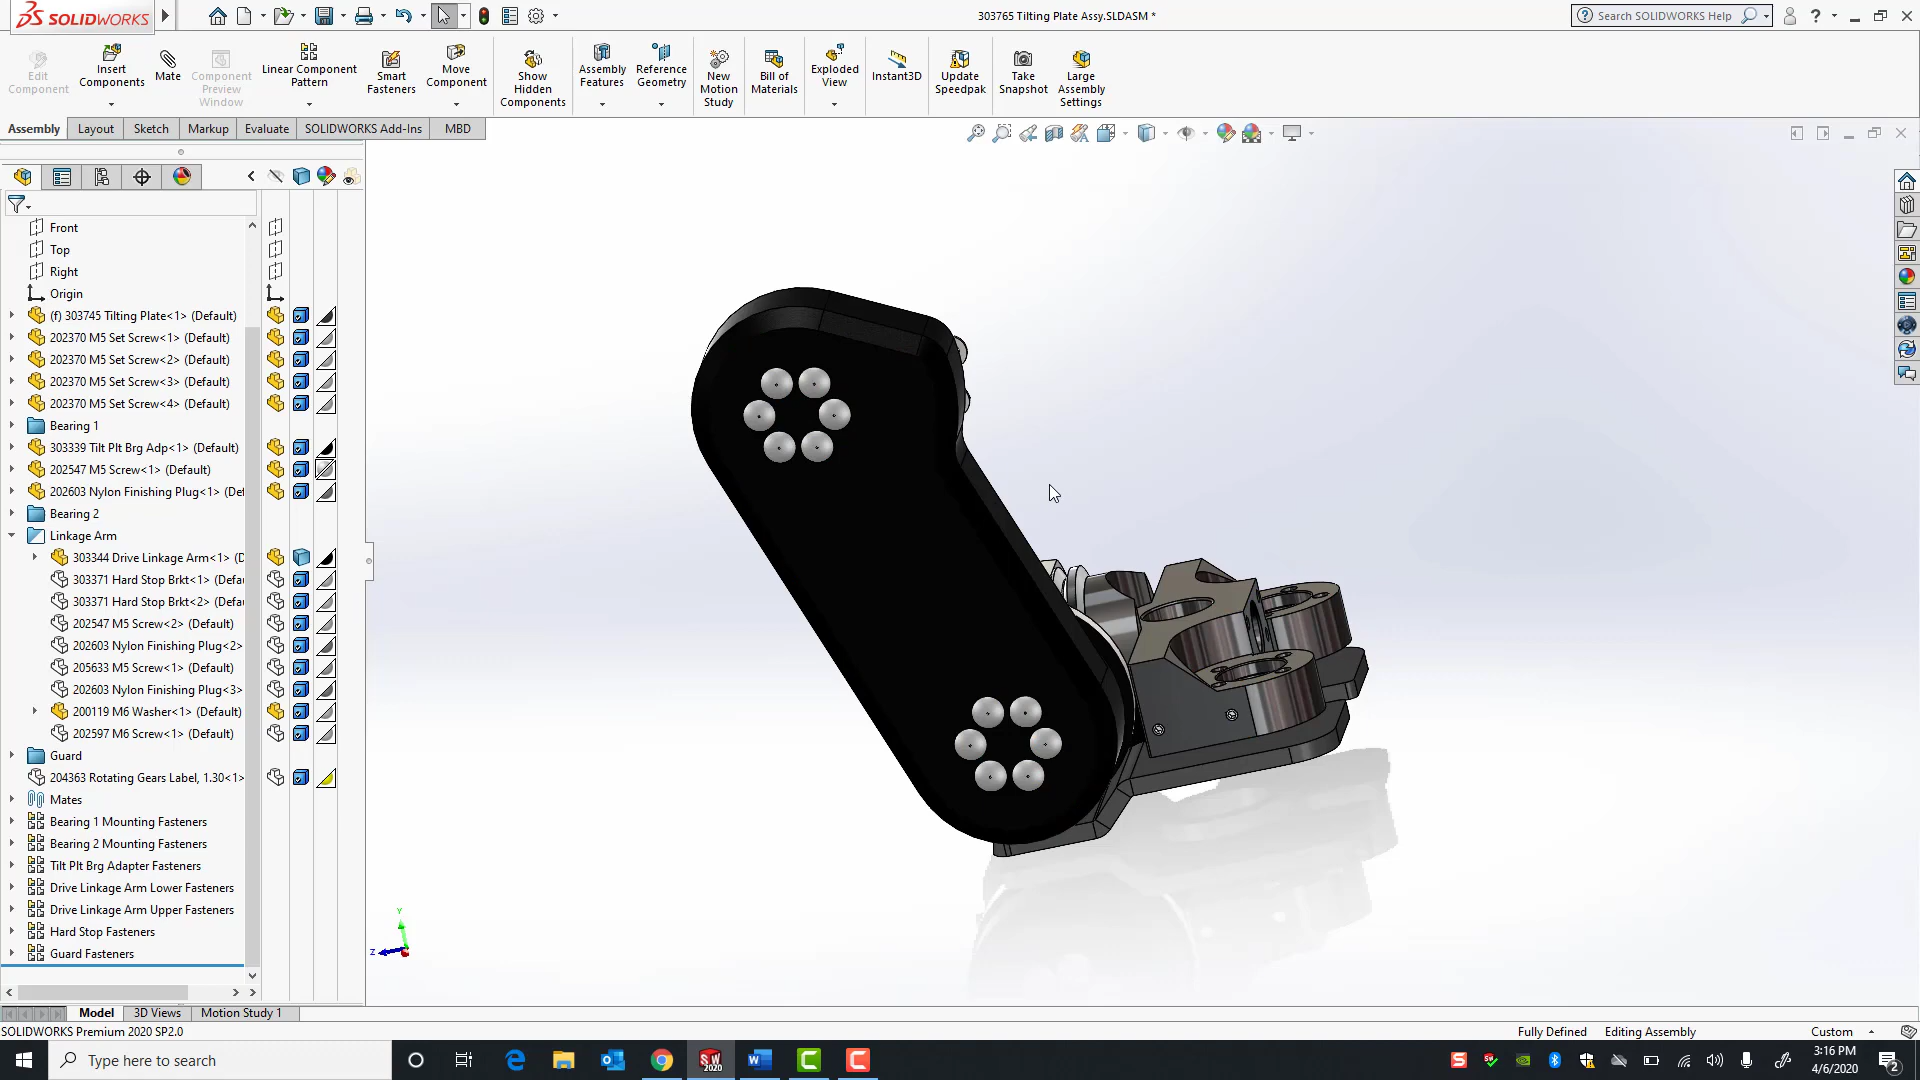 SOLIDWORKS
303765 Tilting Plate Assy.SLDASM *
Search SOLIDWORKS Help
Edit Component
Insert Components
Mate
Component Preview Window
Linear Component Pattern
Smart Fasteners
Move Component
Show Hidden Components
Assembly Features
Reference Geometry
New Motion Study
Bill of Materials
Exploded View
Instant3D
Update Speedpak
Take Snapshot
Large Assembly Settings
Assembly Layout Sketch Markup Evaluate SOLIDWORKS Add-Ins MBD
Front
Top
Right
Origin
(f) 303745 Tilting Plate<1> (Default)
202370 M5 Set Screw<1> (Default)
202370 M5 Set Screw<2> (Default)
202370 M5 Set Screw<3> (Default)
202370 M5 Set Screw<4> (Default)
Bearing 1
303339 Tilt Plt Brg Adp<1> (Default)
202547 M5 Screw<1> (Default)
202603 Nylon Finishing Plug<1> (Def
Bearing 2
Linkage Arm
303344 Drive Linkage Arm<1> (D
303371 Hard Stop Brkt<1> (Defau
303371 Hard Stop Brkt<2> (Defau
202547 M5 Screw<2> (Default)
202603 Nylon Finishing Plug<2>
205633 M5 Screw<1> (Default)
202603 Nylon Finishing Plug<3>
200119 M6 Washer<1> (Default)
202597 M6 Screw<1> (Default)
Guard
204363 Rotating Gears Label, 1.30<1>
Mates
Bearing 1 Mounting Fasteners
Bearing 2 Mounting Fasteners
Tilt Plt Brg Adapter Fasteners
Drive Linkage Arm Lower Fasteners
Drive Linkage Arm Upper Fasteners
Hard Stop Fasteners
Guard Fasteners
Y
Z
Model 3D Views Motion Study 1
SOLIDWORKS Premium 2020 SP2.0
Fully Defined Editing Assembly Custom
Type here to search
3:16 PM
4/6/2020
2